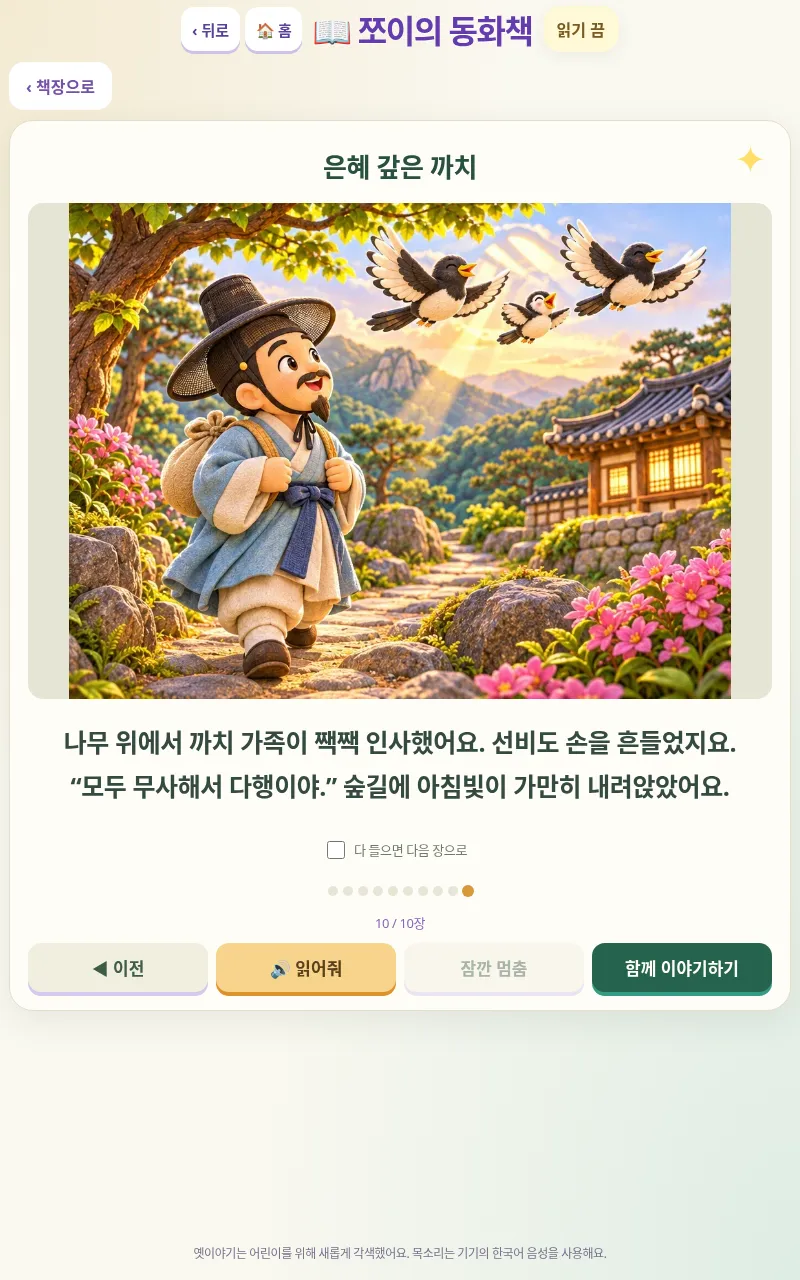 ‹ 뒤로
🏠 홈
📖 쪼이의 동화책
읽기 끔
‹ 책장으로
은혜 갚은 까치
나무 위에서 까치 가족이 짹짹 인사했어요. 선비도 손을 흔들었지요.
“모두 무사해서 다행이야.” 숲길에 아침빛이 가만히 내려앉았어요.
다 들으면 다음 장으로
10 / 10장
◀ 이전
🔊 읽어줘
잠깐 멈춤
함께 이야기하기
옛이야기는 어린이를 위해 새롭게 각색했어요. 목소리는 기기의 한국어 음성을 사용해요.